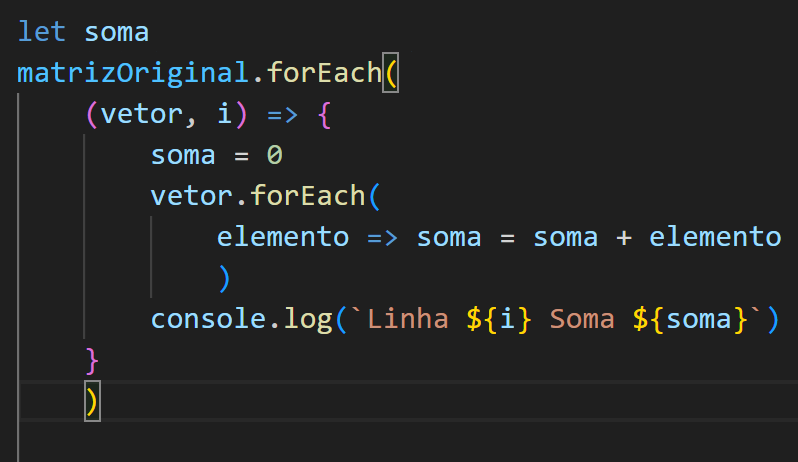 let soma
matrizOriginal.forEach(
(vetor, i) => {
soma = 0
vetor.forEach(
elemento => soma = soma + elemento
)
console.log(`Linha ${i} Soma ${soma}`)
}
)